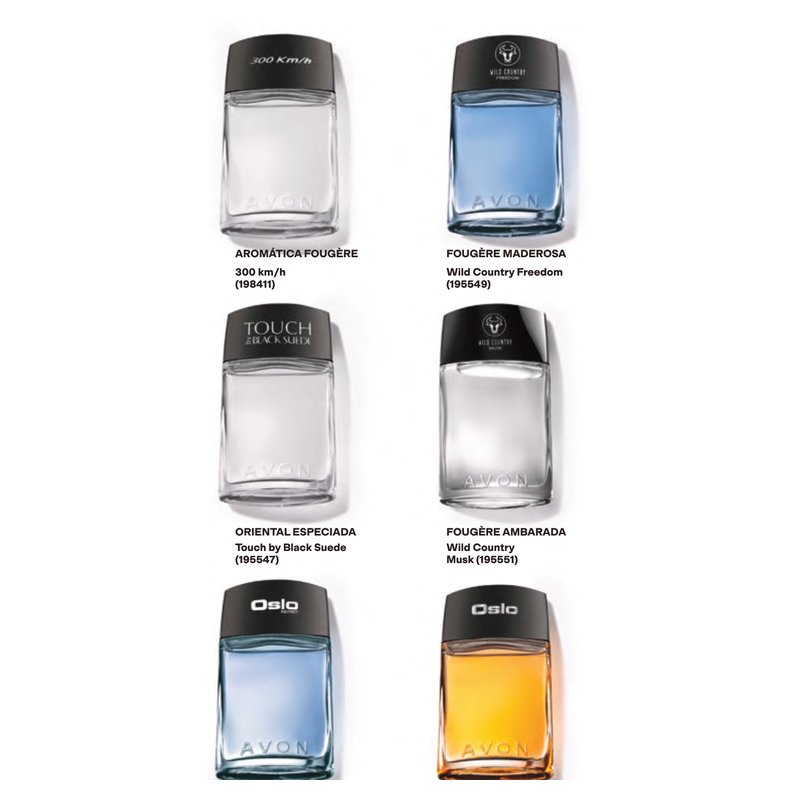 300 Km/h
AVON
AROMÁTICA FOUGÈRE
300 km/h
(198411)
WILD COUNTRY
FREEDOM
AVON
FOUGÈRE MADEROSA
Wild Country Freedom
(195549)
TOUCH
by BLACK SUEDE
AVON
ORIENTAL ESPECIADA
Touch by Black Suede
(195547)
WILD COUNTRY
MUSK
AVON
FOUGÈRE AMBARADA
Wild Country
Musk (195551)
Oslo
AVON
Oslo
AVON